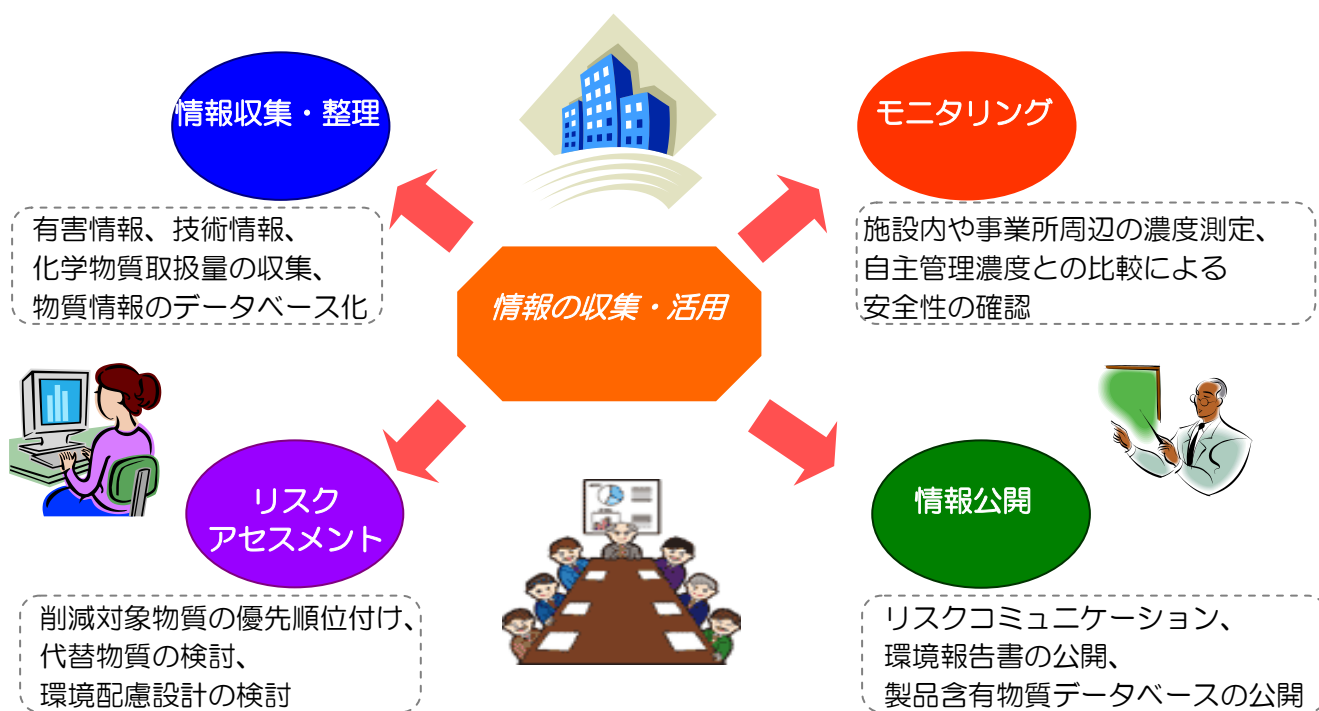 情報収集・整理
有害情報、技術情報、
化学物質取扱量の収集、
物質情報のデータベース化
モニタリング
施設内や事業所周辺の濃度測定、
自主管理濃度との比較による
安全性の確認
情報の収集・活用
リスク
アセスメント
削減対象物質の優先順位付け、
代替物質の検討、
環境配慮設計の検討
情報公開
リスクコミュニケーション、
環境報告書の公開、
製品含有物質データベースの公開